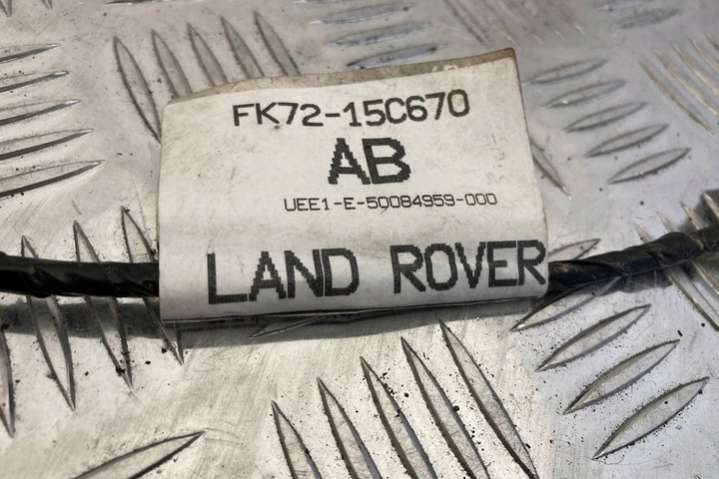 FK72-15C670
AB
UEE1-E-50084959-000
LAND ROVER